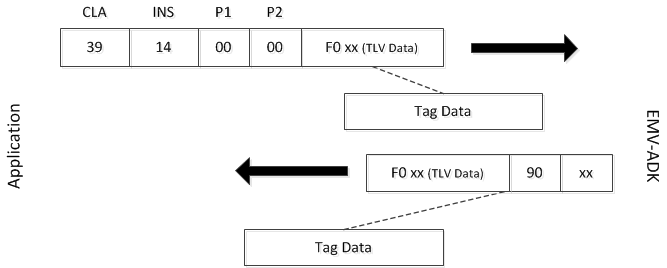 CLA INS P1 P2
39 14 00 00 F0 xx (TLV Data)
Tag Data
Application
EMV-ADK
F0 xx (TLV Data) 90 xx
Tag Data